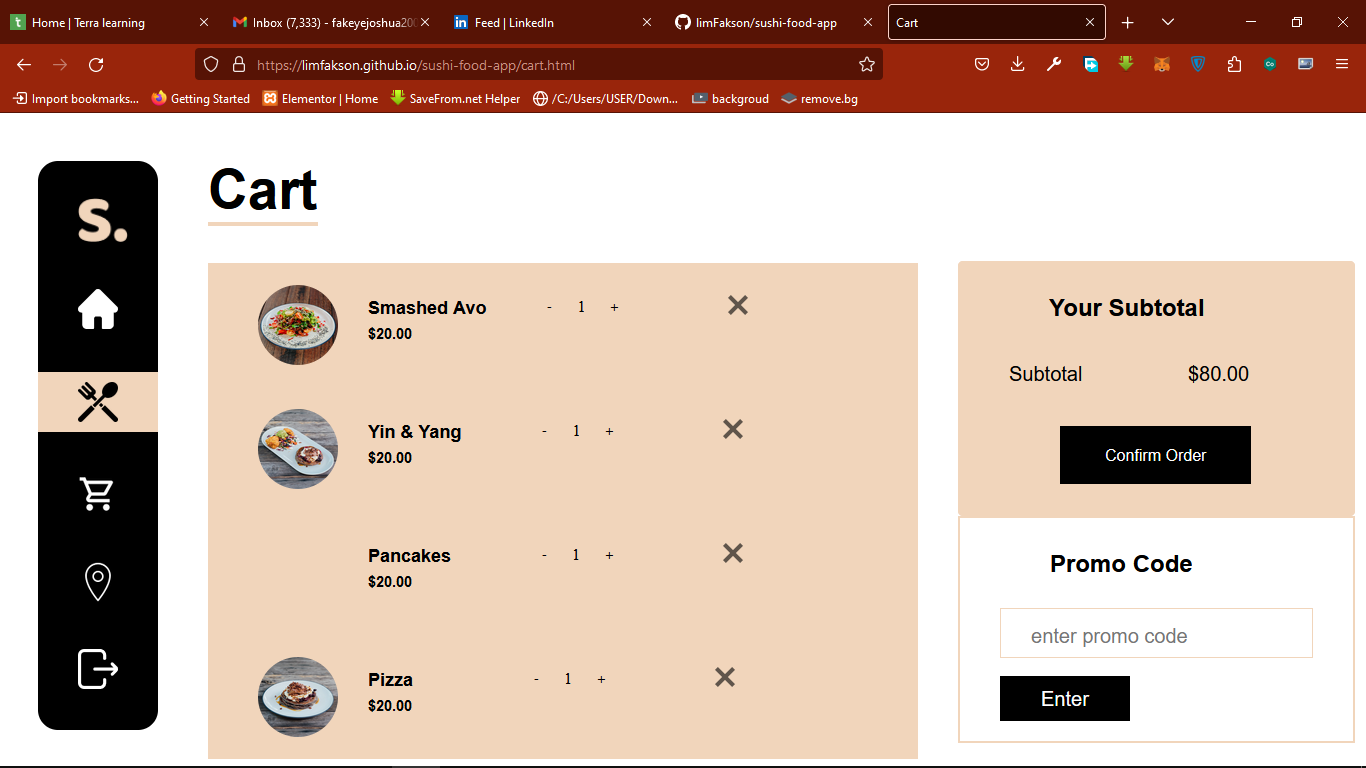 Home | Terra learning
Inbox (7,333) - fakeyejoshua200
Feed | LinkedIn
limFakson/sushi-food-app
Cart
https://limfakson.github.io/sushi-food-app/cart.html
Import bookmarks...
Getting Started
Elementor | Home
SaveFrom.net Helper
/C:/Users/USER/Down...
backgroud
remove.bg
s.
Cart
Smashed Avo - 1 +
$20.00
Yin & Yang - 1 +
$20.00
Pancakes - 1 +
$20.00
Pizza - 1 +
$20.00
Your Subtotal
Subtotal $80.00
Confirm Order
Promo Code
enter promo code
Enter